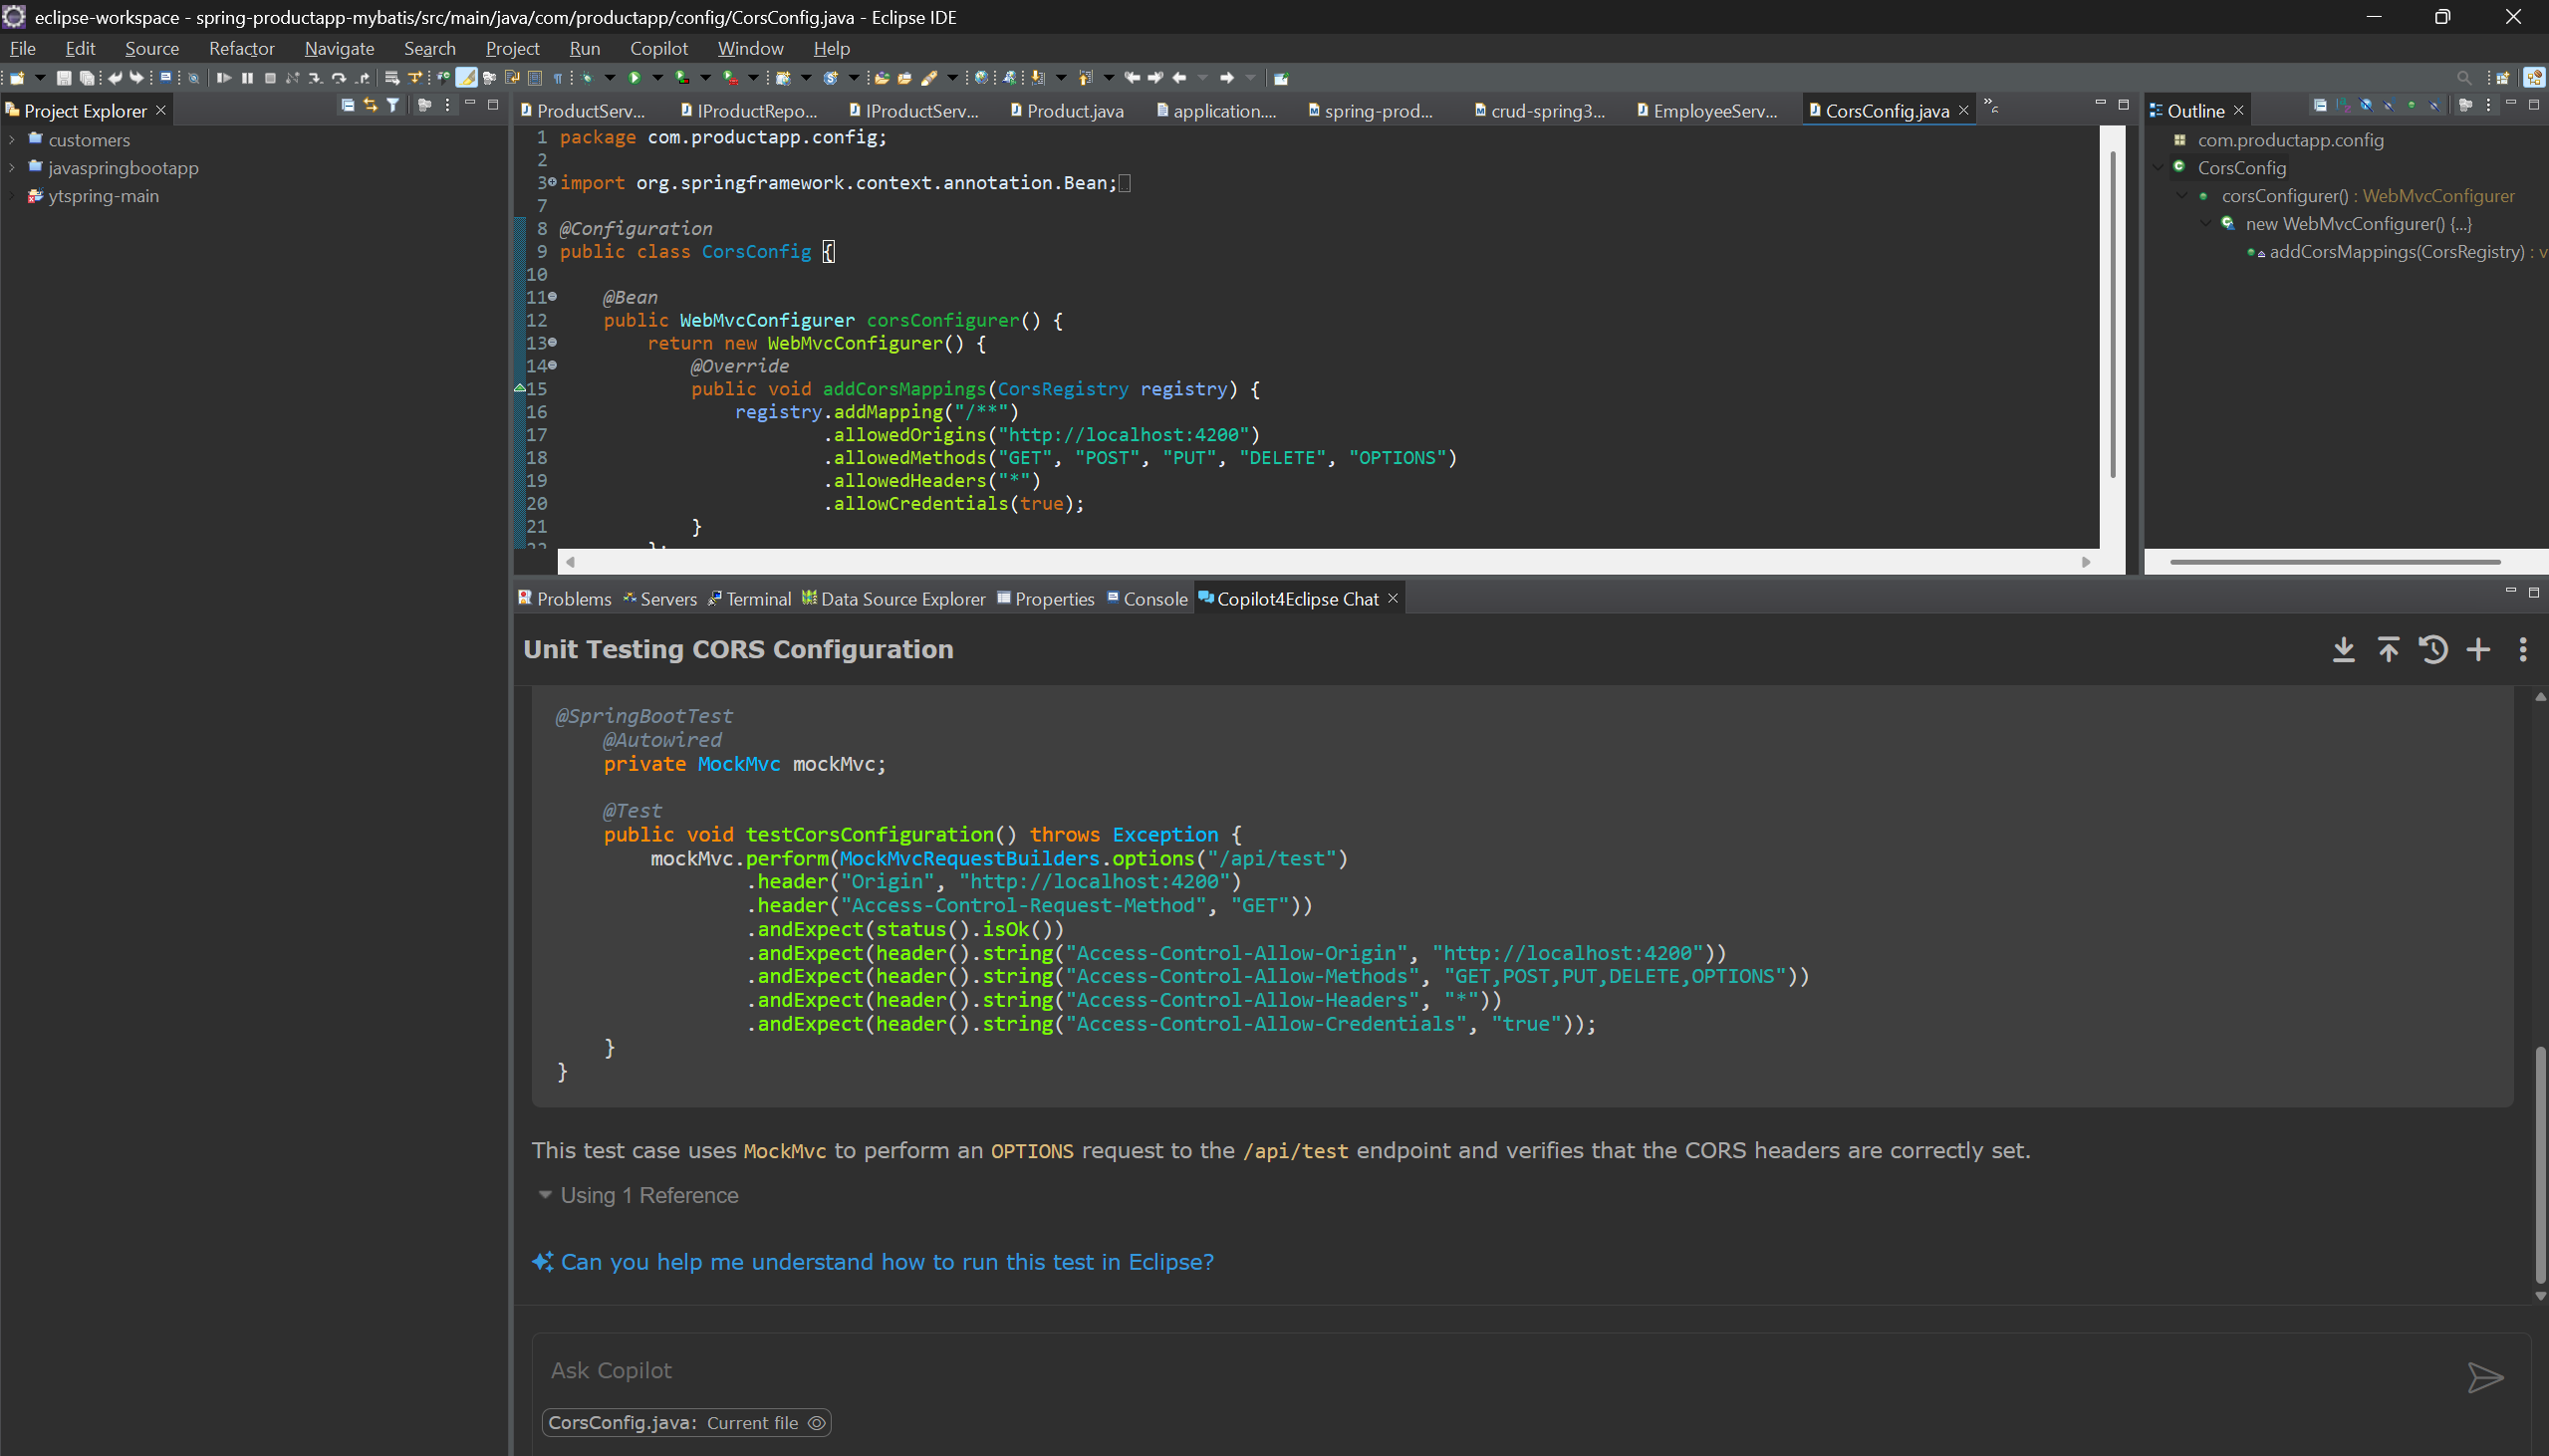 eclipse-workspace - spring-productapp-mybatis/src/main/java/com/productapp/config/CorsConfig.java - Eclipse IDE
File Edit Source Refactor Navigate Search Project Run Copilot Window Help
Project Explorer
customers
javaspringbootapp
ytspring-main
ProductServ... IProductRepo... IProductServ... Product.java application.... spring-prod... crud-spring3... EmployeeServ... CorsConfig.java
1 package com.productapp.config;
2
3 import org.springframework.context.annotation.Bean;
7
8 @Configuration
9 public class CorsConfig {
10
11 @Bean
12 public WebMvcConfigurer corsConfigurer() {
13 return new WebMvcConfigurer() {
14 @Override
15 public void addCorsMappings(CorsRegistry registry) {
16 registry.addMapping("/**")
17 .allowedOrigins("http://localhost:4200")
18 .allowedMethods("GET", "POST", "PUT", "DELETE", "OPTIONS")
19 .allowedHeaders("*")
20 .allowCredentials(true);
21 }
Outline
com.productapp.config
CorsConfig
corsConfigurer() : WebMvcConfigurer
new WebMvcConfigurer() {...}
addCorsMappings(CorsRegistry) : v
Problems Servers Terminal Data Source Explorer Properties Console Copilot4Eclipse Chat
Unit Testing CORS Configuration
@SpringBootTest
@Autowired
private MockMvc mockMvc;
@Test
public void testCorsConfiguration() throws Exception {
mockMvc.perform(MockMvcRequestBuilders.options("/api/test")
.header("Origin", "http://localhost:4200")
.header("Access-Control-Request-Method", "GET"))
.andExpect(status().isOk())
.andExpect(header().string("Access-Control-Allow-Origin", "http://localhost:4200"))
.andExpect(header().string("Access-Control-Allow-Methods", "GET,POST,PUT,DELETE,OPTIONS"))
.andExpect(header().string("Access-Control-Allow-Headers", "*"))
.andExpect(header().string("Access-Control-Allow-Credentials", "true"));
}
}
This test case uses MockMvc to perform an OPTIONS request to the /api/test endpoint and verifies that the CORS headers are correctly set.
Using 1 Reference
Can you help me understand how to run this test in Eclipse?
Ask Copilot
CorsConfig.java: Current file